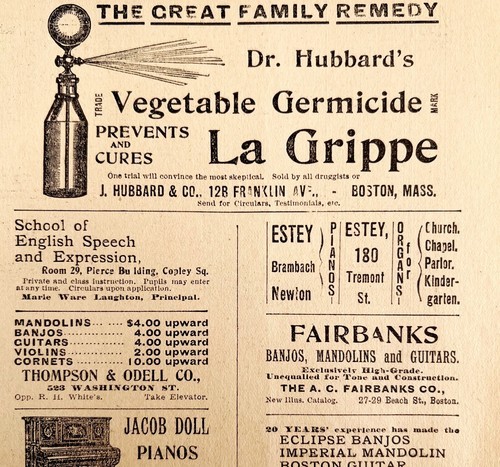 THE GREAT FAMILY REMEDY
Dr. Hubbard's
TRADE
Vegetable Germicide
MARK
PREVENTS
AND
CURES
La Grippe
One trial will convince the most skeptical. Sold by all druggists or
J. HUBBARD & CO., 128 FRANKLIN AVE., - BOSTON, MASS.
Send for Circulars, Testimonials, etc.
School of
English Speech
and Expression,
Room 29, Pierce Building, Copley Sq.
Private and class instruction. Pupils may enter
at any time. Circulars upon application.
Marie Ware Laughton, Principal.
MANDOLINS $4.00 upward
BANJOS 4.00 upward
GUITARS 4.00 upward
VIOLINS 2.00 upward
CORNETS 10.00 upward
THOMPSON & ODELL CO.,
523 WASHINGTON ST.
Opp. R. H. White's. Take Elevator.
JACOB DOLL
PIANOS
ESTEY
Brambach
Newton
PIANOS
ESTEY,
180
Tremont
St.
ORGANS
for
Church.
Chapel.
Parlor.
Kinder-
garten.
FAIRBANKS
BANJOS, MANDOLINS and GUITARS.
Exclusively High-Grade.
Unequalled for Tone and Construction.
THE A. C. FAIRBANKS CO.,
New Illus. Catalog. 27-29 Beach St., Boston.
20 YEARS' experience has made the
ECLIPSE BANJOS
IMPERIAL MANDOLIN
BOSTON GUITAR